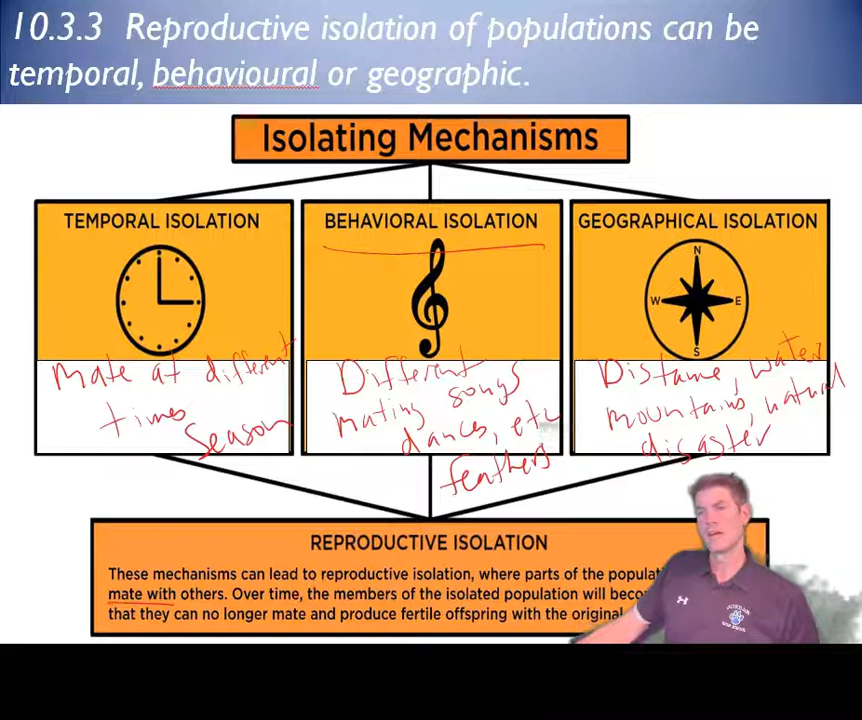 10.3.3 Reproductive isolation of populations can be
temporal, behavioural or geographic.
Isolating Mechanisms
TEMPORAL ISOLATION
Mate at different
times
Season
BEHAVIORAL ISOLATION
Different
mating songs
dances, etc
feathers
GEOGRAPHICAL ISOLATION
N
W E
S
Distance, water
mountains, natural
disaster
REPRODUCTIVE ISOLATION
These mechanisms can lead to reproductive isolation, where parts of the
mate with others. Over time, the members of the isolated population will
that they can no longer mate and produce fertile offspring with the original